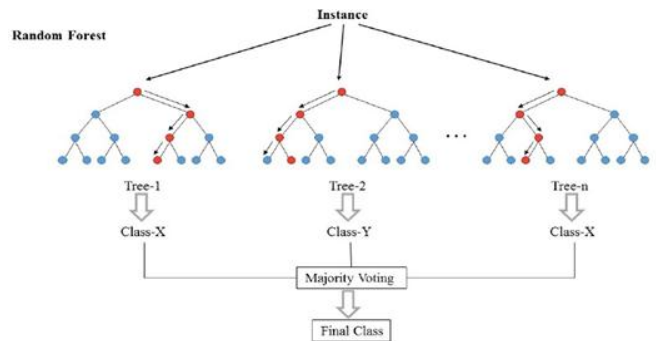 Instance
Random Forest
...
Tree-1 Tree-2 Tree-n
Class-X Class-Y Class-X
Majority Voting
Final Class